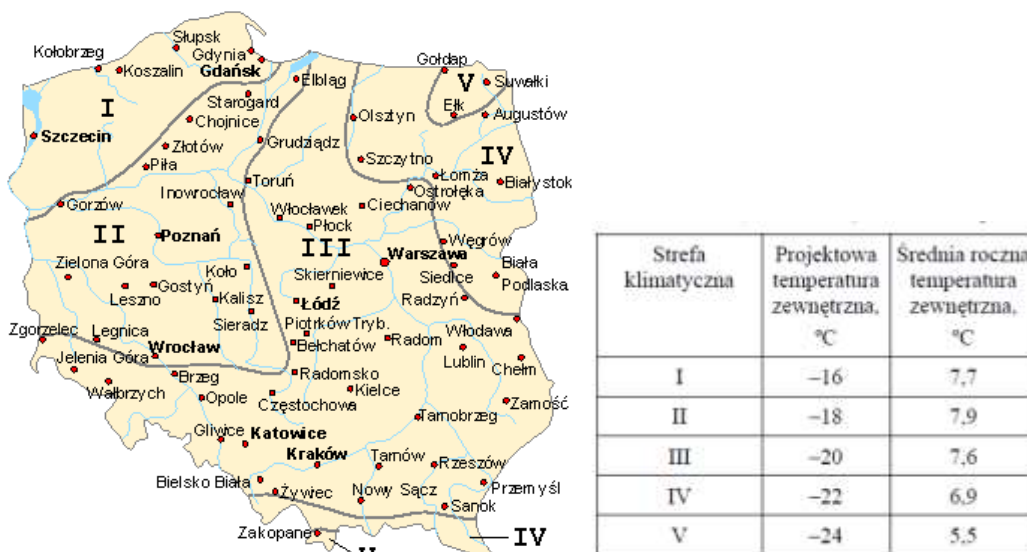 Słupsk
Kołobrzeg
Gdynia
Koszalin
Gdańsk
Gołdap
Elbląg
V
Suwałki
I
Starogard
Ełk
Chojnice
Olsztyn
Augustów
Szczecin
Grudziądz
Złotów
IV
Szczytno
Piła
Łomża
Toruń
Białystok
Inowrocław
Ostrołęka
Gorzów
Włocławek
Ciechanów
II
Płock
Poznań
III
Węgrów
Warszawa
Zielona Góra
Koło
Skierniewice
Siedlce
Biała
Podlaska
Leszno
Gostyń
Kalisz
Łódź
Radzyń
Zgorzelec
Legnica
Sieradz
Piotrków Tryb.
Włodawa
Wrocław
Bełchatów
Radom
Jelenia Góra
Lublin
Chełm
Wałbrzych
Brzeg
Radomsko
Kielce
Opole
Częstochowa
Zamość
Tarnobrzeg
Gliwice
Katowice
Kraków
Tarnów
Rzeszów
Bielsko Biała
Przemyśl
Żywiec
Nowy Sącz
Sanok
Zakopane
IV
V
Strefa klimatyczna
Projektowa temperatura zewnętrzna, ºC
Średnia roczna temperatura zewnętrzna, ºC
I −16 7,7
II −18 7,9
III −20 7,6
IV −22 6,9
V −24 5,5